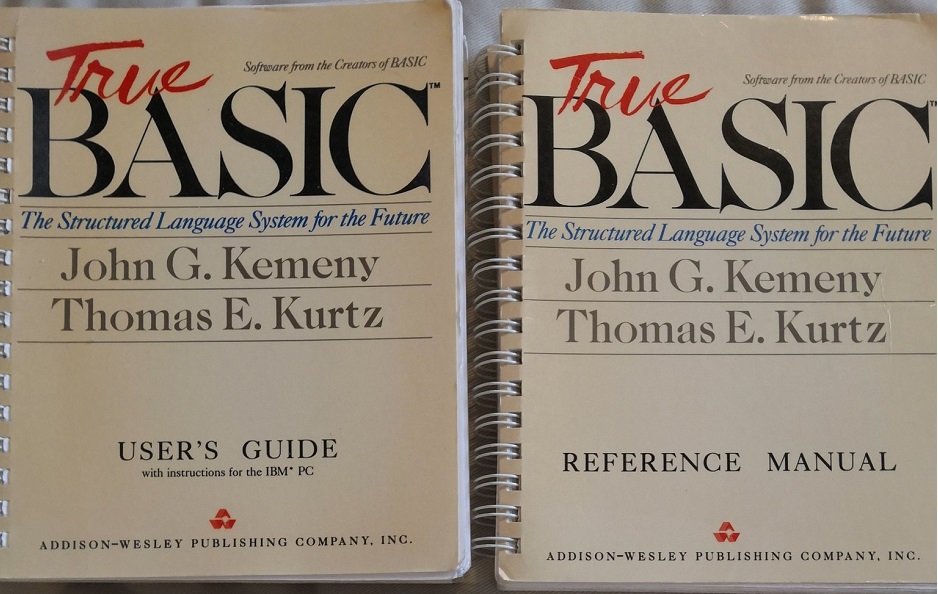 True
Software from the Creators of BASIC
BASIC™
The Structured Language System for the Future
John G. Kemeny
Thomas E. Kurtz
USER'S GUIDE
with instructions for the IBM* PC
ADDISON-WESLEY PUBLISHING COMPANY, INC.
True
Software from the Creators of BASIC
BASIC™
The Structured Language System for the Future
John G. Kemeny
Thomas E. Kurtz
REFERENCE MANUAL
ADDISON-WESLEY PUBLISHING COMPANY, INC.